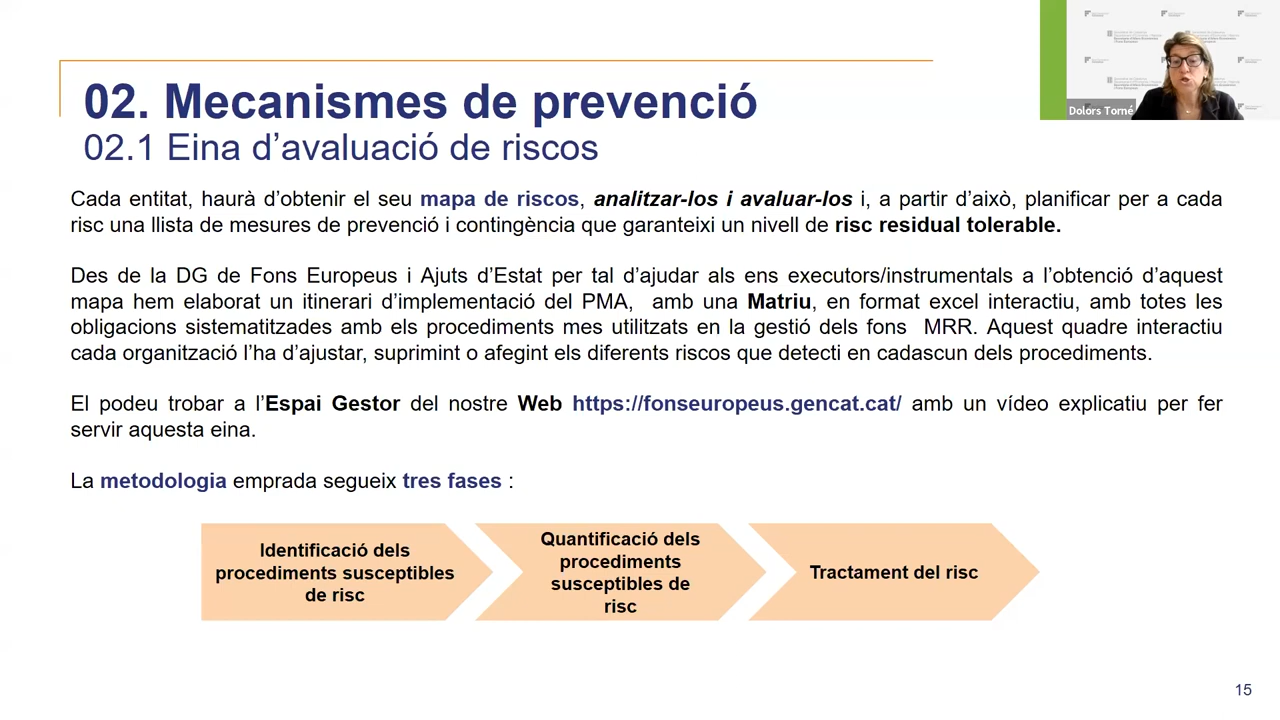 02. Mecanismes de prevenció
02.1 Eina d’avaluació de riscos
Dolors Torné
Cada entitat, haurà d’obtenir el seu mapa de riscos, analitzar-los i avaluar-los i, a partir d’això, planificar per a cada
risc una llista de mesures de prevenció i contingència que garanteixi un nivell de risc residual tolerable.
Des de la DG de Fons Europeus i Ajuts d’Estat per tal d’ajudar als ens executors/instrumentals a l’obtenció d’aquest
mapa hem elaborat un itinerari d’implementació del PMA, amb una Matriu, en format excel interactiu, amb totes les
obligacions sistematitzades amb els procediments mes utilitzats en la gestió dels fons MRR. Aquest quadre interactiu
cada organització l’ha d’ajustar, suprimint o afegint els diferents riscos que detecti en cadascun dels procediments.
El podeu trobar a l’Espai Gestor del nostre Web https://fonseuropeus.gencat.cat/ amb un vídeo explicatiu per fer
servir aquesta eina.
La metodologia emprada segueix tres fases :
Identificació dels
procediments susceptibles
de risc
Quantificació dels
procediments
susceptibles de
risc
Tractament del risc
15